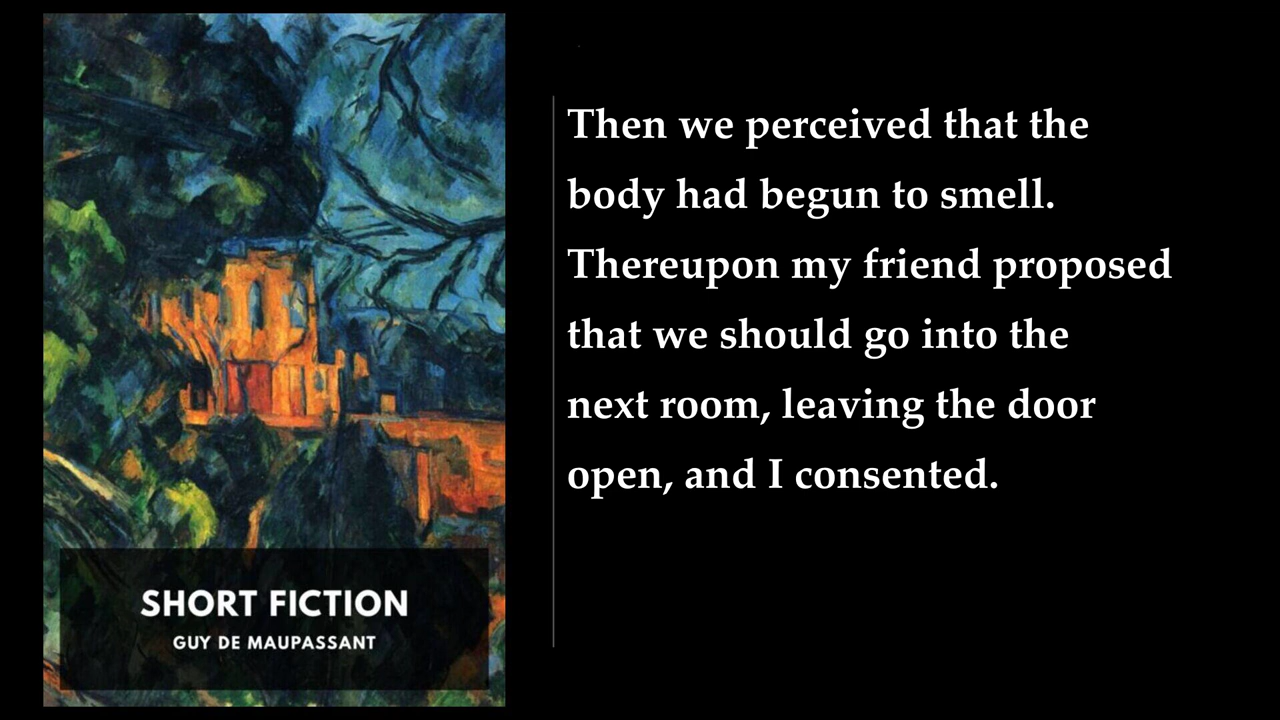 SHORT FICTION
GUY DE MAUPASSANT
Then we perceived that the
body had begun to smell.
Thereupon my friend proposed
that we should go into the
next room, leaving the door
open, and I consented.